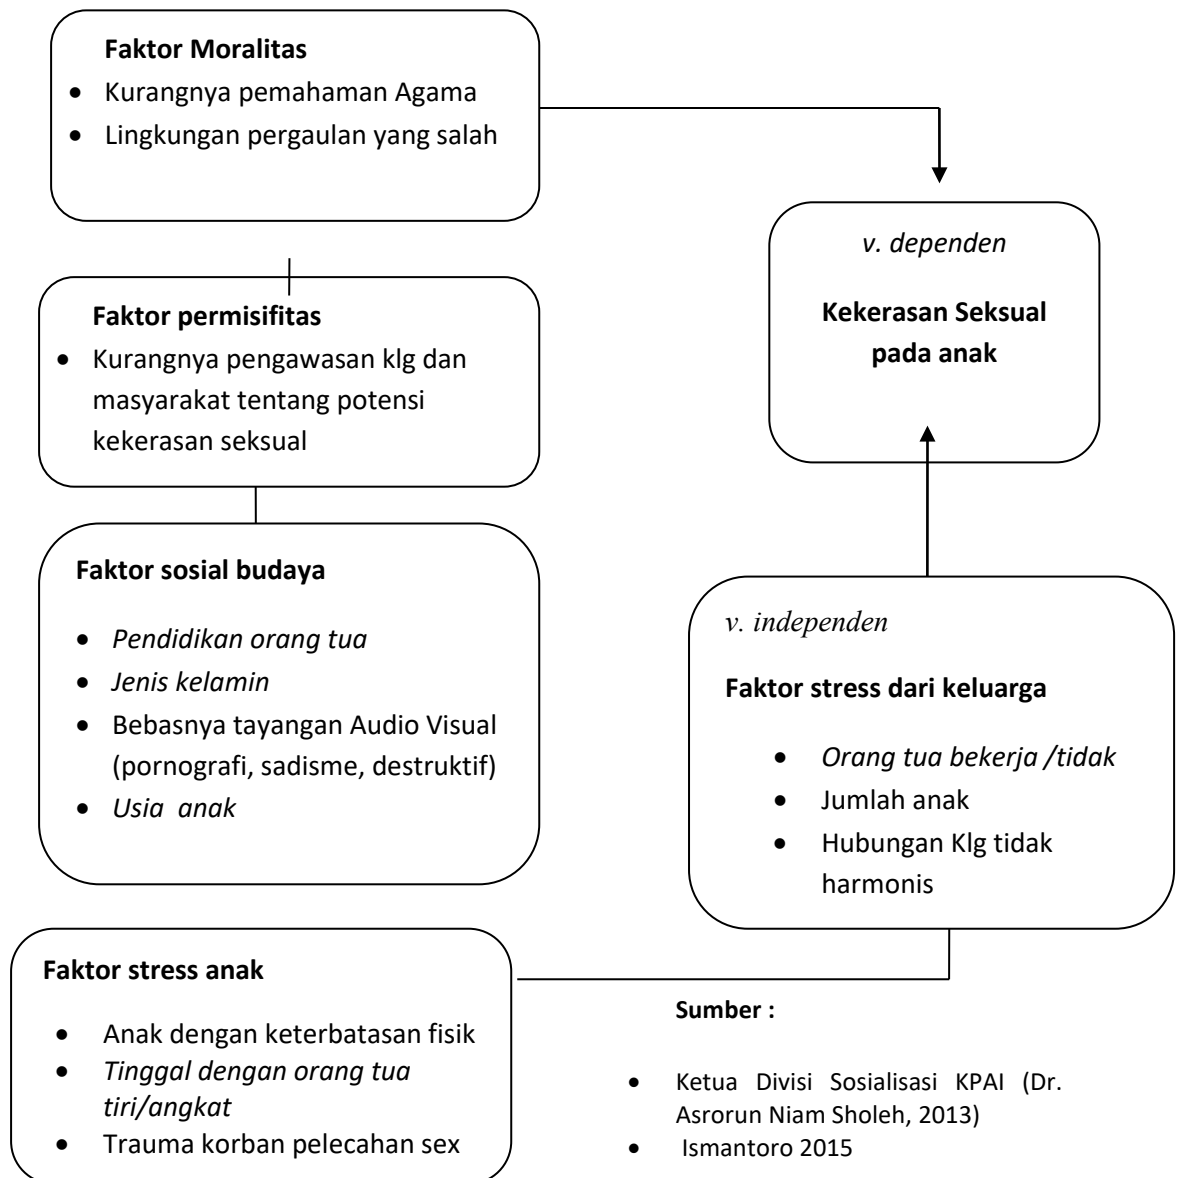 Faktor Moralitas
• Kurangnya pemahaman Agama
• Lingkungan pergaulan yang salah
v. dependen
Kekerasan Seksual
pada anak
Faktor permisifitas
• Kurangnya pengawasan klg dan
masyarakat tentang potensi
kekerasan seksual
Faktor sosial budaya
• Pendidikan orang tua
• Jenis kelamin
• Bebasnya tayangan Audio Visual
(pornografi, sadisme, destruktif)
• Usia anak
v. independen
Faktor stress dari keluarga
• Orang tua bekerja /tidak
• Jumlah anak
• Hubungan Klg tidak
harmonis
Faktor stress anak
• Anak dengan keterbatasan fisik
• Tinggal dengan orang tua
tiri/angkat
• Trauma korban pelecahan sex
Sumber :
• Ketua Divisi Sosialisasi KPAI (Dr.
Asrorun Niam Sholeh, 2013)
• Ismantoro 2015